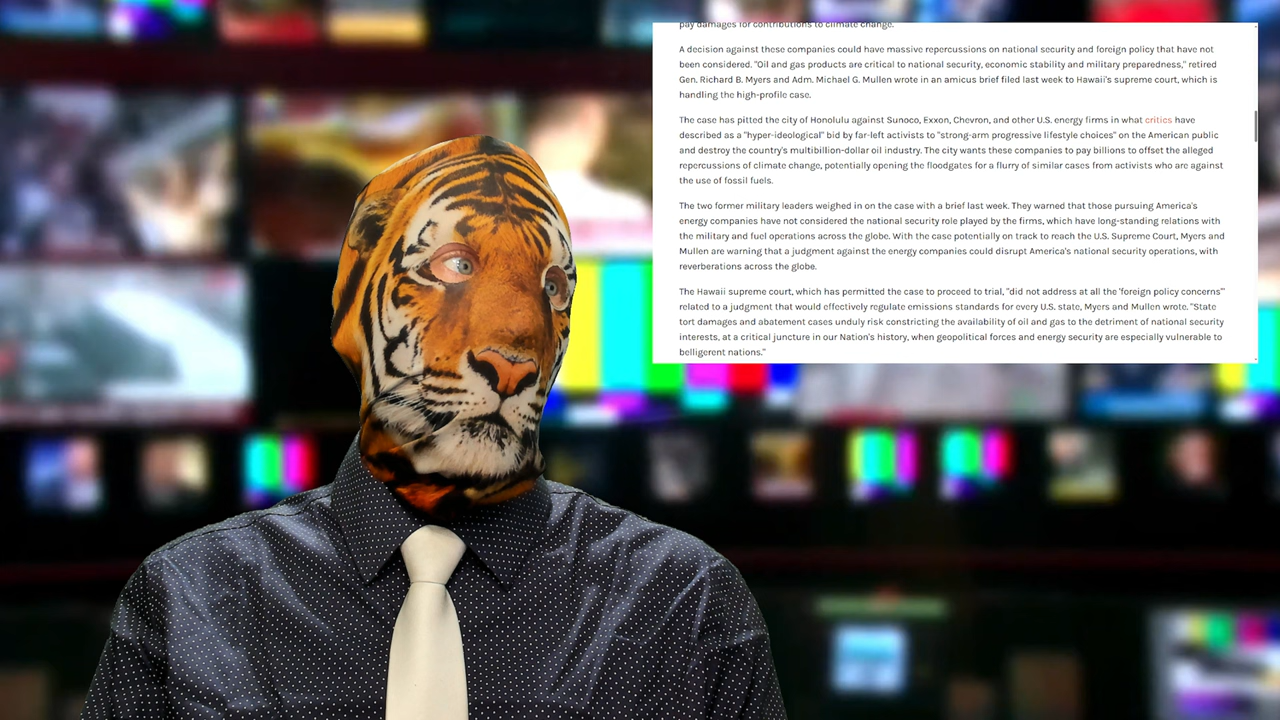 pay damages for contributions to climate change.
A decision against these companies could have massive repercussions on national security and foreign policy that have not
been considered. "Oil and gas products are critical to national security, economic stability and military preparedness," retired
Gen. Richard B. Myers and Adm. Michael G. Mullen wrote in an amicus brief filed last week to Hawaii's supreme court, which is
handling the high-profile case.
The case has pitted the city of Honolulu against Sunoco, Exxon, Chevron, and other U.S. energy firms in what critics have
described as a "hyper-ideological" bid by far-left activists to "strong-arm progressive lifestyle choices" on the American public
and destroy the country's multibillion-dollar oil industry. The city wants these companies to pay billions to offset the alleged
repercussions of climate change, potentially opening the floodgates for a flurry of similar cases from activists who are against
the use of fossil fuels.
The two former military leaders weighed in on the case with a brief last week. They warned that those pursuing America's
energy companies have not considered the national security role played by the firms, which have long-standing relations with
the military and fuel operations across the globe. With the case potentially on track to reach the U.S. Supreme Court, Myers and
Mullen are warning that a judgment against the energy companies could disrupt America's national security operations, with
reverberations across the globe.
The Hawaii supreme court, which has permitted the case to proceed to trial, "did not address at all the 'foreign policy concerns'"
related to a judgment that would effectively regulate emissions standards for every U.S. state, Myers and Mullen wrote. "State
tort damages and abatement cases unduly risk constricting the availability of oil and gas to the detriment of national security
interests, at a critical juncture in our Nation's history, when geopolitical forces and energy security are especially vulnerable to
belligerent nations."